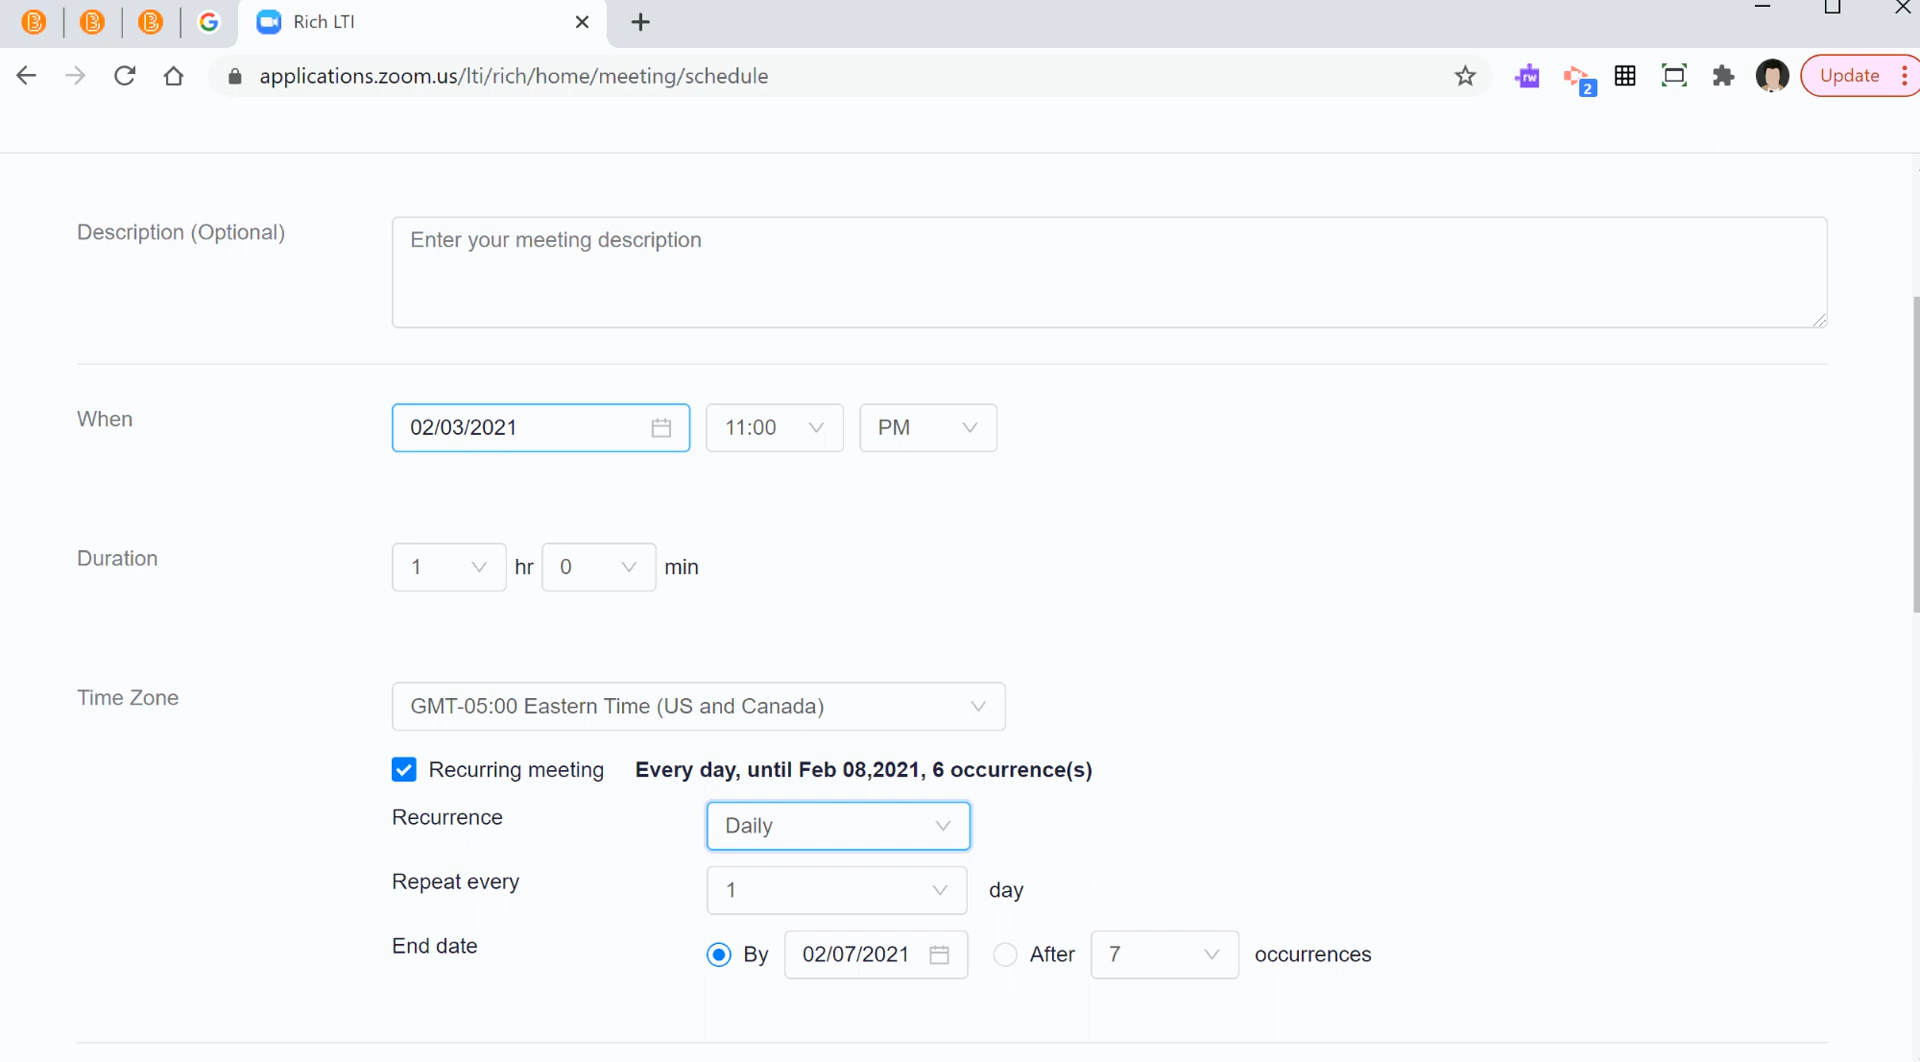 Rich LTI
applications.zoom.us/lti/rich/home/meeting/schedule
rw
2
Update
Description (Optional)
Enter your meeting description
When
02/03/2021
11:00
PM
Duration
1
hr
0
min
Time Zone
GMT-05:00 Eastern Time (US and Canada)
Recurring meeting
Every day, until Feb 08,2021, 6 occurrence(s)
Recurrence
Daily
Repeat every
1
day
End date
By
02/07/2021
After
7
occurrences